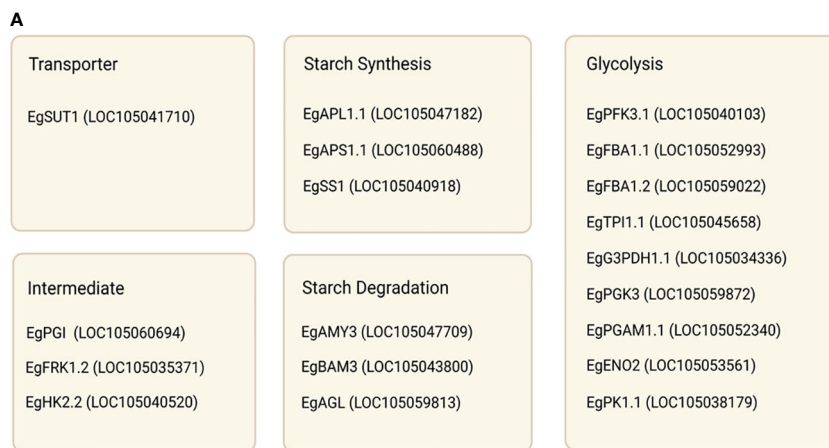 A
Transporter
EgSUT1 (LOC105041710)
Starch Synthesis
EgAPL1.1 (LOC105047182)
EgAPS1.1 (LOC105060488)
EgSS1 (LOC105040918)
Glycolysis
EgPFK3.1 (LOC105040103)
EgFBA1.1 (LOC105052993)
EgFBA1.2 (LOC105059022)
EgTPI1.1 (LOC105045658)
EgG3PDH1.1 (LOC105034336)
EgPGK3 (LOC105059872)
EgPGAM1.1 (LOC105052340)
EgENO2 (LOC105053561)
EgPK1.1 (LOC105038179)
Intermediate
EgPGI (LOC105060694)
EgFRK1.2 (LOC105035371)
EgHK2.2 (LOC105040520)
Starch Degradation
EgAMY3 (LOC105047709)
EgBAM3 (LOC105043800)
EgAGL (LOC105059813)